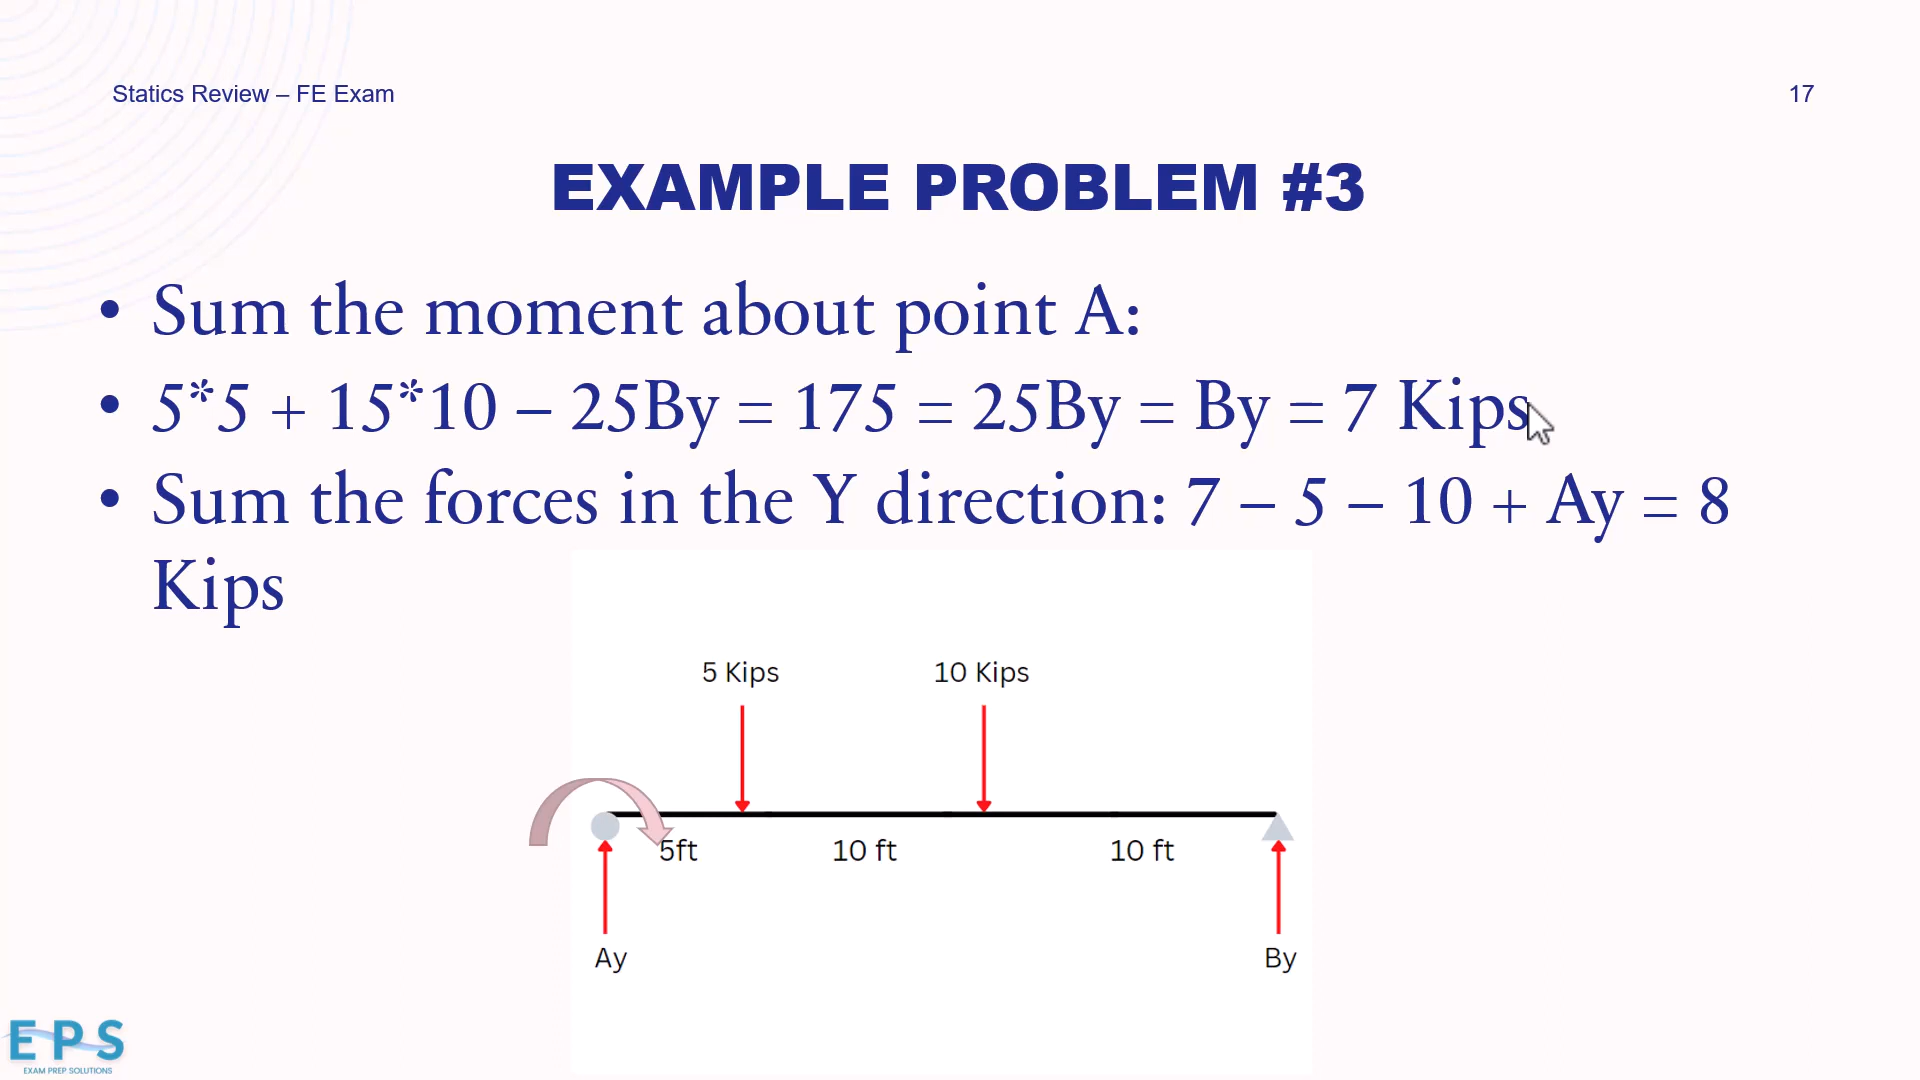 Statics Review – FE Exam
17
EXAMPLE PROBLEM #3
• Sum the moment about point A:
• 5*5 + 15*10 – 25By = 175 = 25By = By = 7 Kips
• Sum the forces in the Y direction: 7 – 5 – 10 + Ay = 8
Kips
5 Kips
10 Kips
5ft
10 ft
10 ft
Ay
By
EPS
EXAM PREP SOLUTIONS